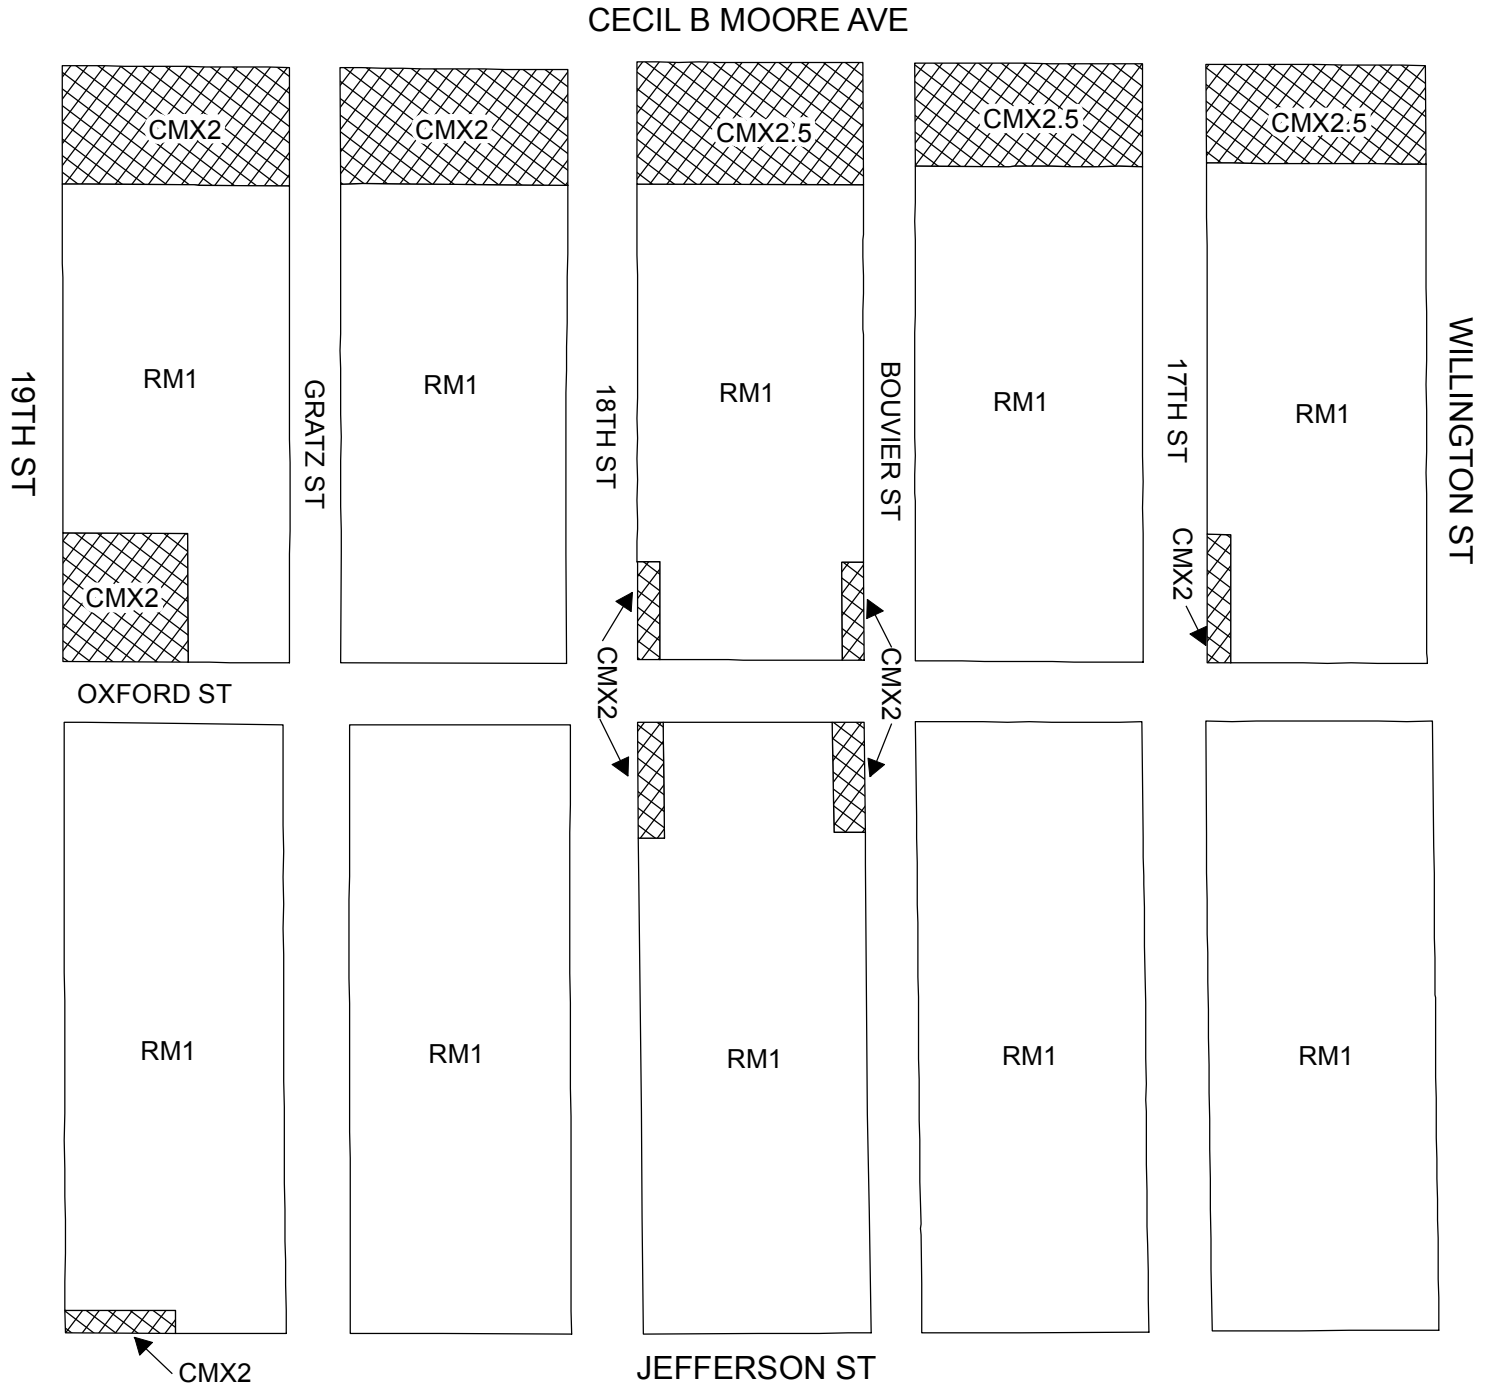 CECIL B MOORE AVE
CMX2
CMX2
CMX2.5
CMX2.5
CMX2.5
19TH ST
RM1
GRATZ ST
RM1
18TH ST
RM1
BOUVIER ST
RM1
17TH ST
RM1
WILLINGTON ST
CMX2
CMX2
CMX2
CMX2
OXFORD ST
RM1
RM1
RM1
RM1
RM1
CMX2
JEFFERSON ST